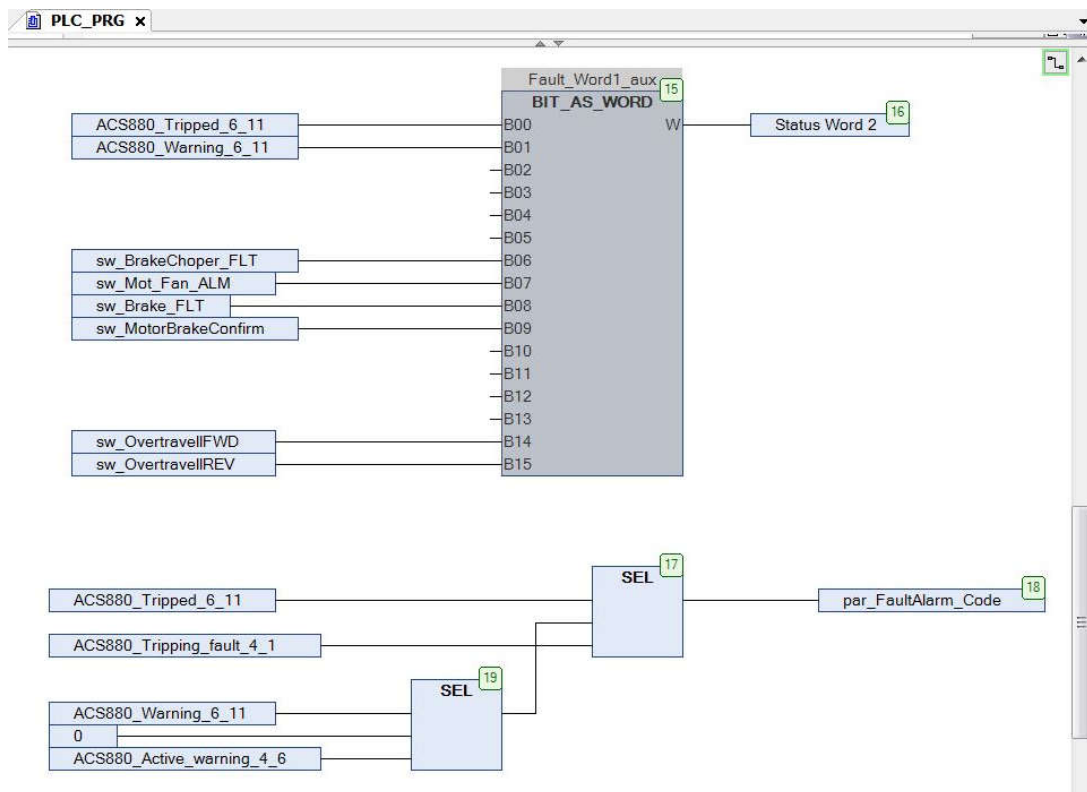 PLC_PRG
Fault_Word1_aux
15
BIT_AS_WORD
16
ACS880_Tripped_6_11 B00 W Status Word 2
ACS880_Warning_6_11 B01
B02
B03
B04
B05
sw_BrakeChoper_FLT B06
sw_Mot_Fan_ALM B07
sw_Brake_FLT B08
sw_MotorBrakeConfirm B09
B10
B11
B12
B13
sw_OvertravellFWD B14
sw_OvertravellREV B15
17
SEL
18
ACS880_Tripped_6_11 par_FaultAlarm_Code
ACS880_Tripping_fault_4_1
19
SEL
ACS880_Warning_6_11
0
ACS880_Active_warning_4_6